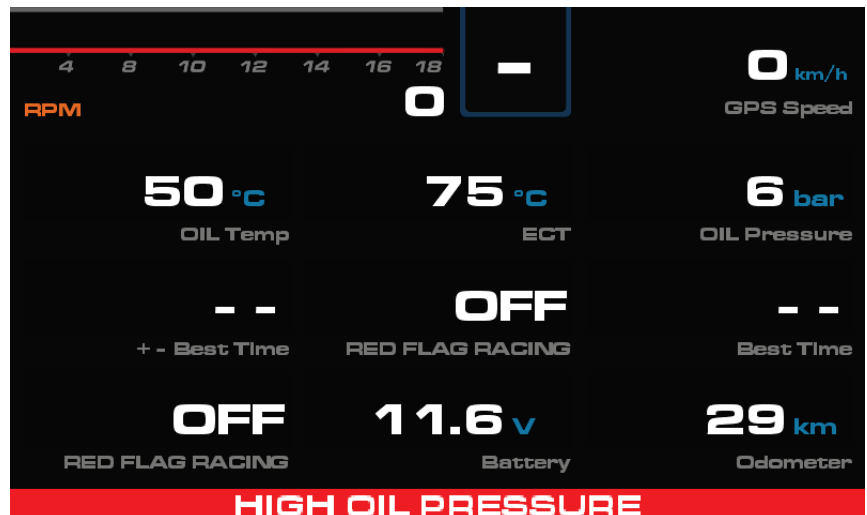 4 8 10 12 14 16 18
-
0 km/h
RPM 0
GPS Speed
50 °C 75 °C 6 bar
OIL Temp ECT OIL Pressure
- - OFF - -
+ - Best Time RED FLAG RACING Best Time
OFF 11.6 V 29 km
RED FLAG RACING Battery Odometer
HIGH OIL PRESSURE